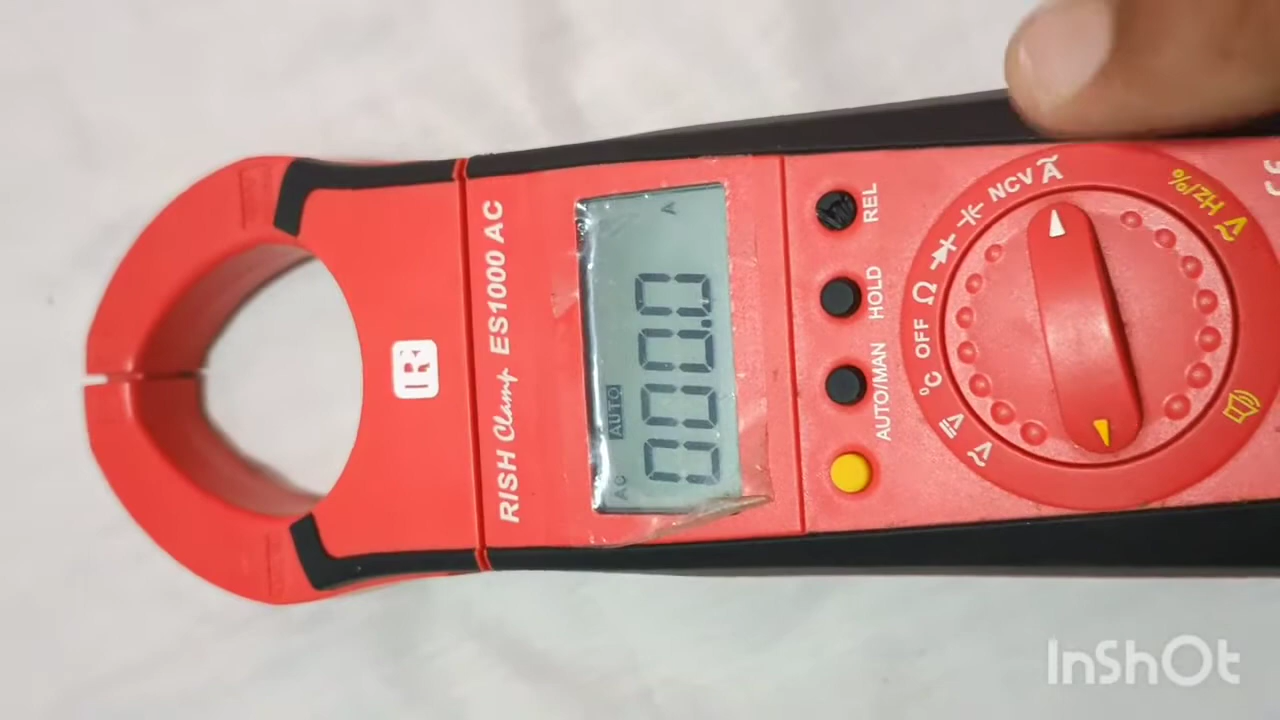 RISH Clamp ES1000 AC
AC AUTO A
000.0
REL
HOLD
AUTO/MAN
Ṽ
°C
OFF
Ω
NCV
Ã
Hz/%
Ṽ
InShOt